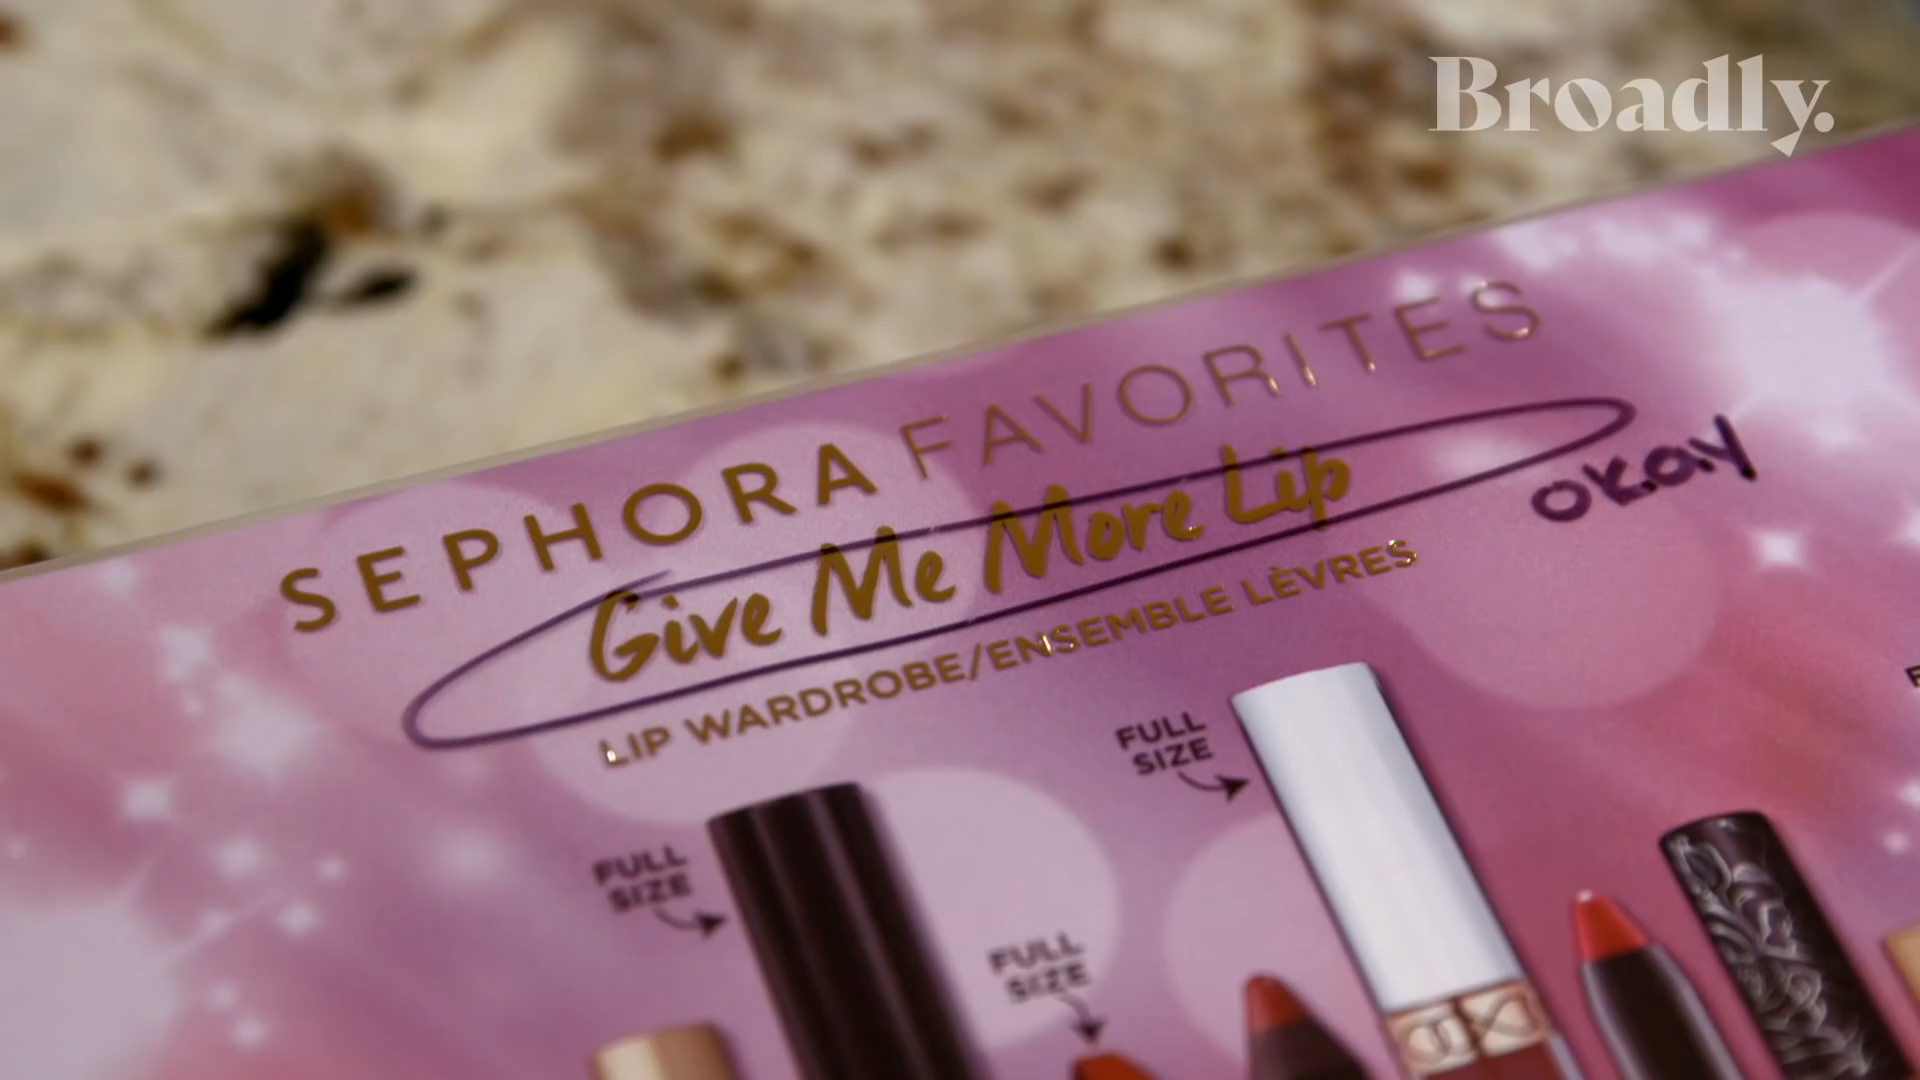 Broadly.
SEPHORA FAVORITES
Give Me More Lip
okay
LIP WARDROBE/ENSEMBLE LÈVRES
FULL
SIZE
FULL
SIZE
FULL
SIZE